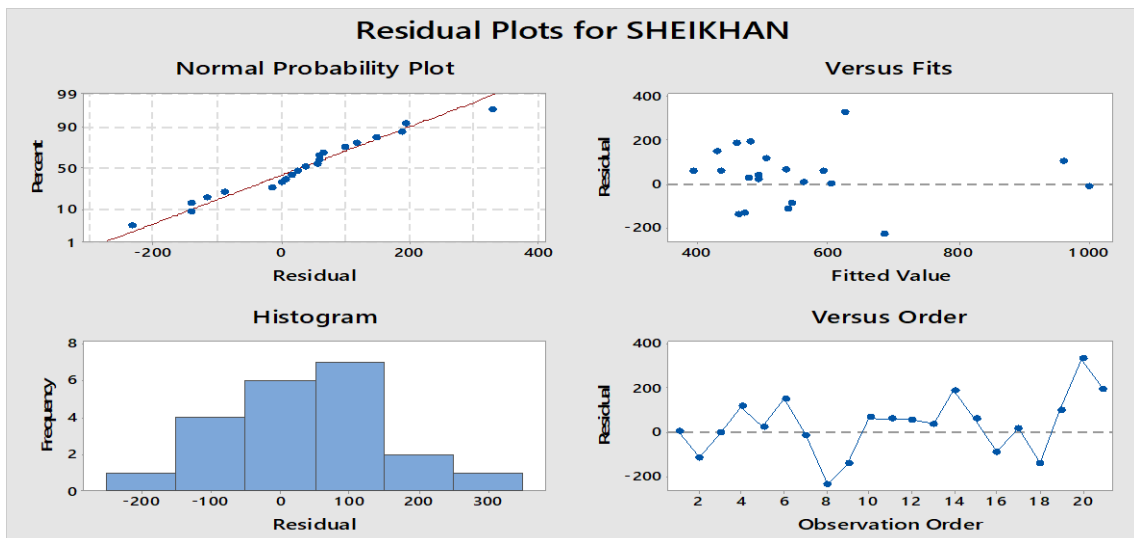 Residual Plots for SHEIKHAN
Normal Probability Plot
99
90
50
10
1
Percent
-200 0 200 400
Residual
Versus Fits
400
200
0
-200
Residual
400 600 800 1000
Fitted Value
Histogram
8
6
4
2
0
Frequency
-200 -100 0 100 200 300
Residual
Versus Order
400
200
0
-200
Residual
2 4 6 8 10 12 14 16 18 20
Observation Order